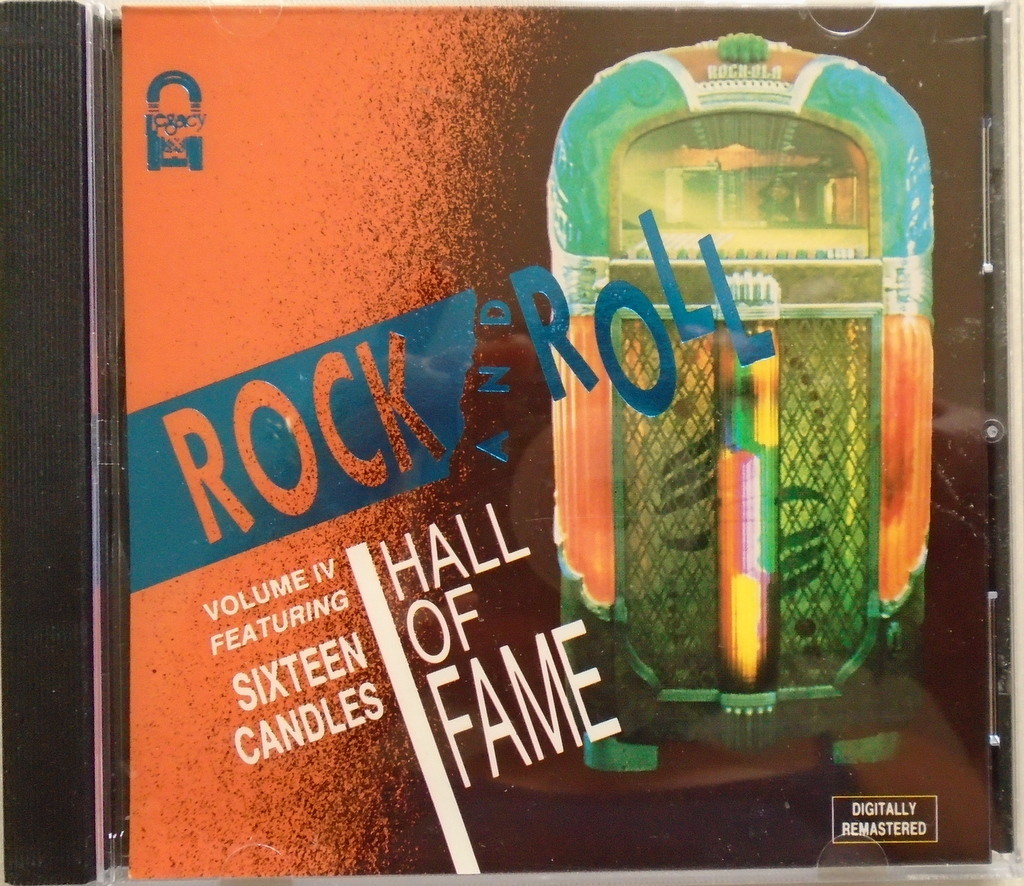 Legacy
ROCK-OLA
ROCK
AND
ROLL
HALL
OF
FAME
VOLUME IV
FEATURING
SIXTEEN
CANDLES
DIGITALLY
REMASTERED